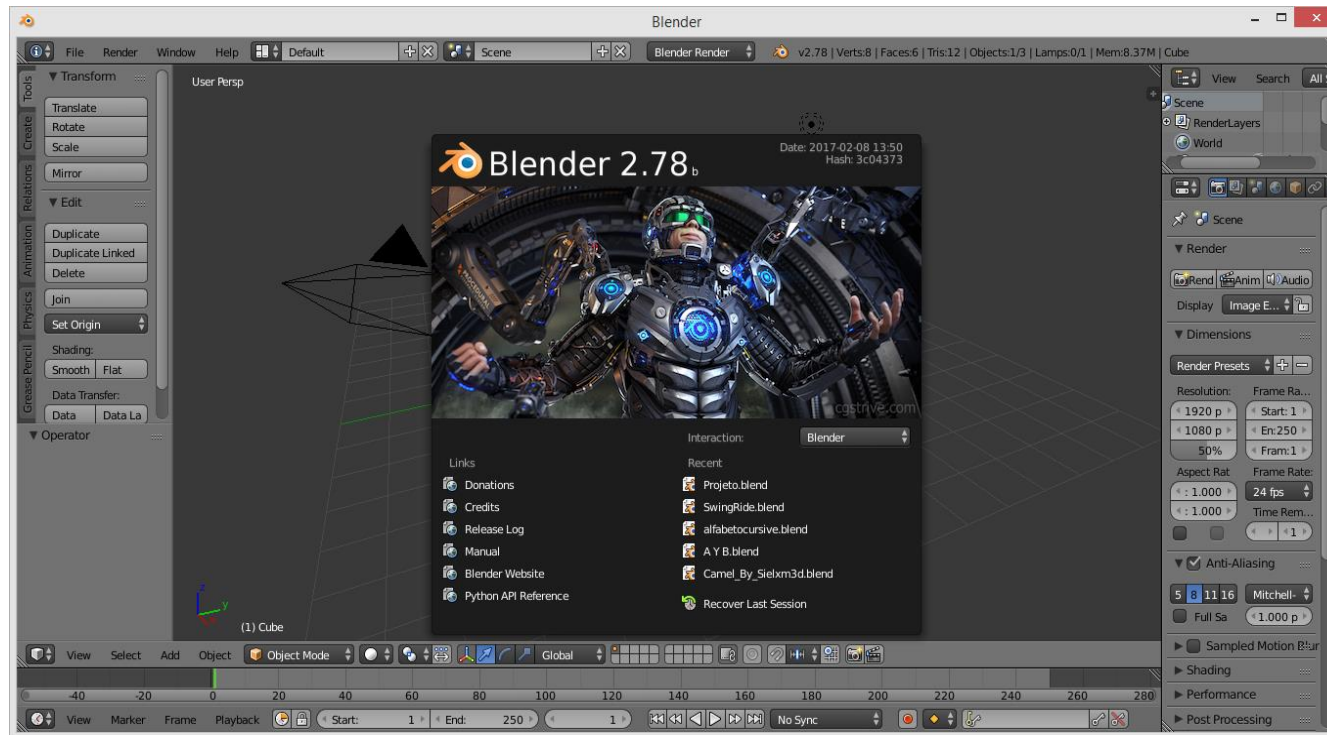 Blender
File Render Window Help Default Scene Blender Render v2.78 | Verts:8 | Faces:6 | Tris:12 | Objects:1/3 | Lamps:0/1 | Mem:8.37M | Cube
Tools
Create
Relations
Animation
Physics
Grease Pencil
Transform
Translate
Rotate
Scale
Mirror
Edit
Duplicate
Duplicate Linked
Delete
Join
Set Origin
Shading:
Smooth Flat
Data Transfer:
Data Data La
Operator
User Persp
Blender 2.78 b
Date: 2017-02-08 13:50
Hash: 3c04373
cgstrive.com
Interaction: Blender
Links
Donations
Credits
Release Log
Manual
Blender Website
Python API Reference
Recent
Projeto.blend
SwingRide.blend
alfabetocursive.blend
A Y B.blend
Camel_By_Sielxm3d.blend
Recover Last Session
z
y
(1) Cube
View Search All
Scene
RenderLayers
World
Scene
Render
Rend Anim Audio
Display Image E...
Dimensions
Render Presets
Resolution: Frame Ra...
1920 p Start: 1
1080 p En:250
50% Fram:1
Aspect Rat Frame Rate:
: 1.000 24 fps
: 1.000 Time Rem...
1
Anti-Aliasing
5 8 11 16 Mitchell-
Full Sa 1.000 p
Sampled Motion Blur
Shading
Performance
Post Processing
View Select Add Object Object Mode Global
-40 -20 0 20 40 60 80 100 120 140 160 180 200 220 240 260 280
View Marker Frame Playback Start: 1 End: 250 1 No Sync